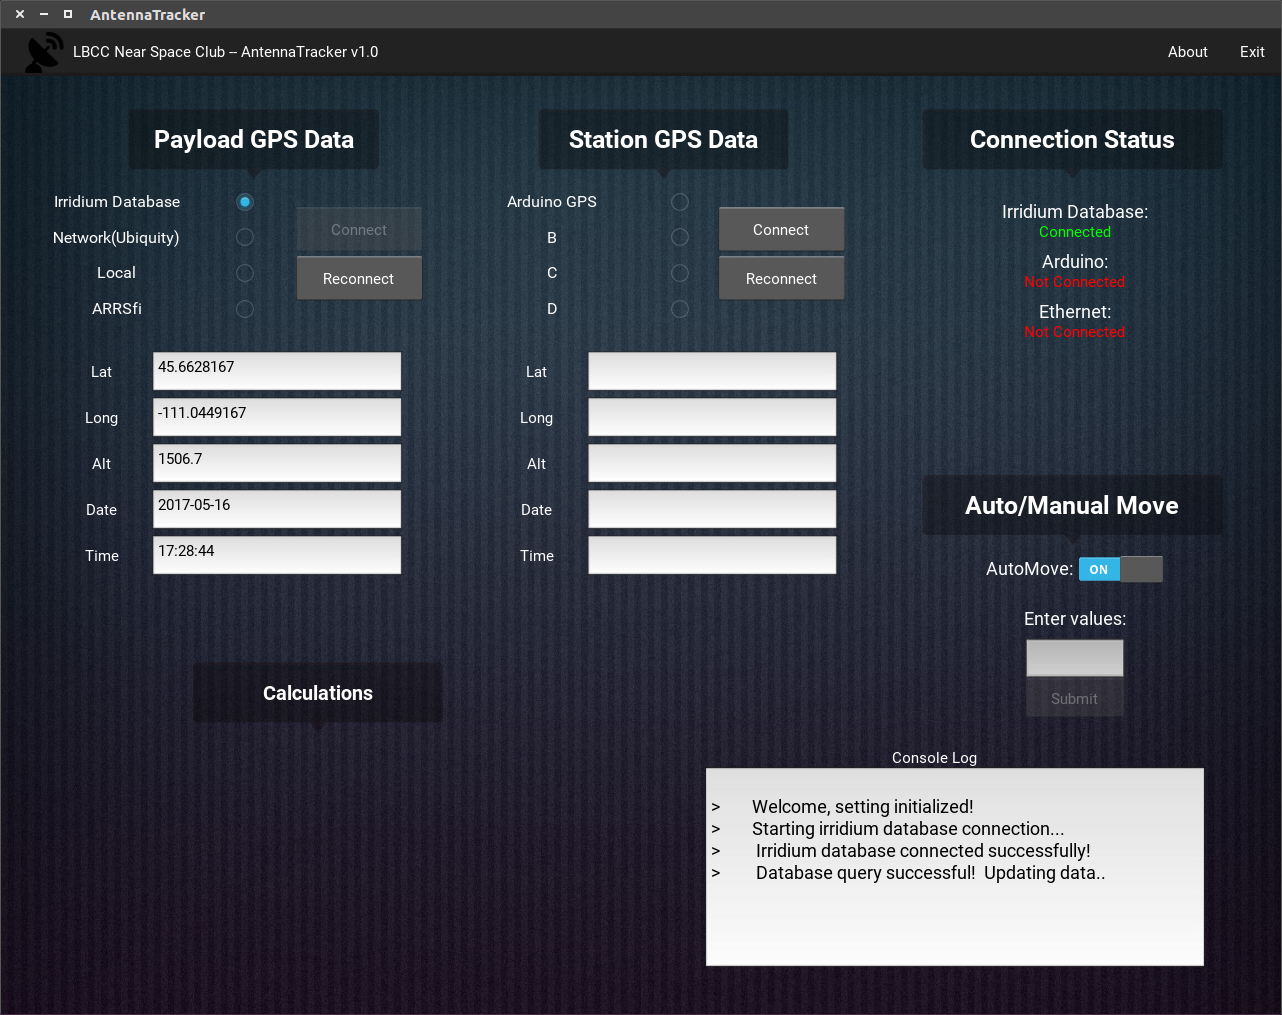 AntennaTracker
LBCC Near Space Club -- AntennaTracker v1.0
About
Exit
Payload GPS Data
Irridium Database
Network(Ubiquity)
Local
ARRSfi
Connect
Reconnect
Lat
45.6628167
Long
-111.0449167
Alt
1506.7
Date
2017-05-16
Time
17:28:44
Station GPS Data
Arduino GPS
B
C
D
Connect
Reconnect
Lat
Long
Alt
Date
Time
Connection Status
Irridium Database:
Connected
Arduino:
Not Connected
Ethernet:
Not Connected
Auto/Manual Move
AutoMove: ON
Enter values:
Submit
Calculations
Console Log
> Welcome, setting initialized!
> Starting irridium database connection...
> Irridium database connected successfully!
> Database query successful! Updating data..